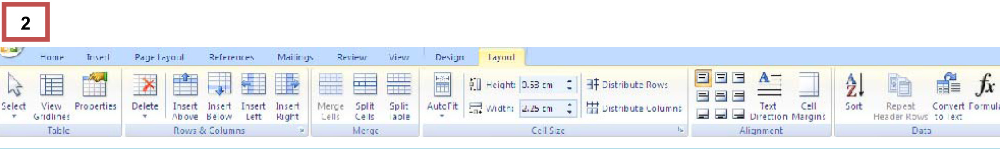 2
Home Insert Page Layout References Mailings Review View Design Layout
Select View Gridlines Properties Delete Insert Above Insert Below Insert Left Insert Right Merge Cells Split Cells Split Table AutoFit Height: 0.53 cm Distribute Rows Width: 2.25 cm Distribute Columns Text Direction Cell Margins A Z Sort Repeat Header Rows Convert to Text fx Formula
Table Rows & Columns Merge Cell Size Alignment Data